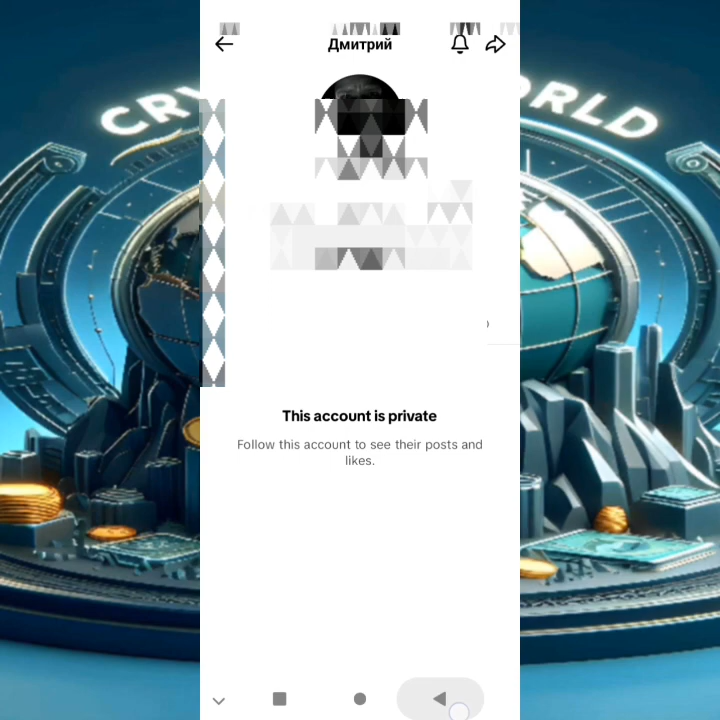 Дмитрий
This account is private
Follow this account to see their posts and
likes.